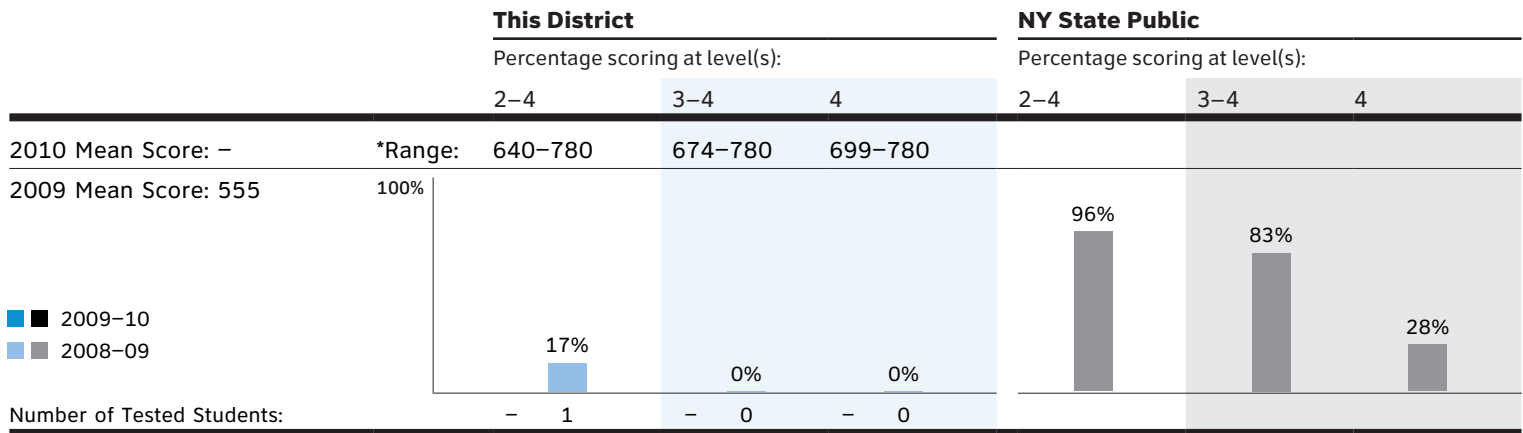 This District NY State Public
Percentage scoring at level(s): Percentage scoring at level(s):
2–4 3–4 4 2–4 3–4 4
2010 Mean Score: – *Range: 640–780 674–780 699–780
2009 Mean Score: 555 100%
96%
83%
2009–10
28%
2008–09
17%
0% 0%
Number of Tested Students: – 1 – 0 – 0